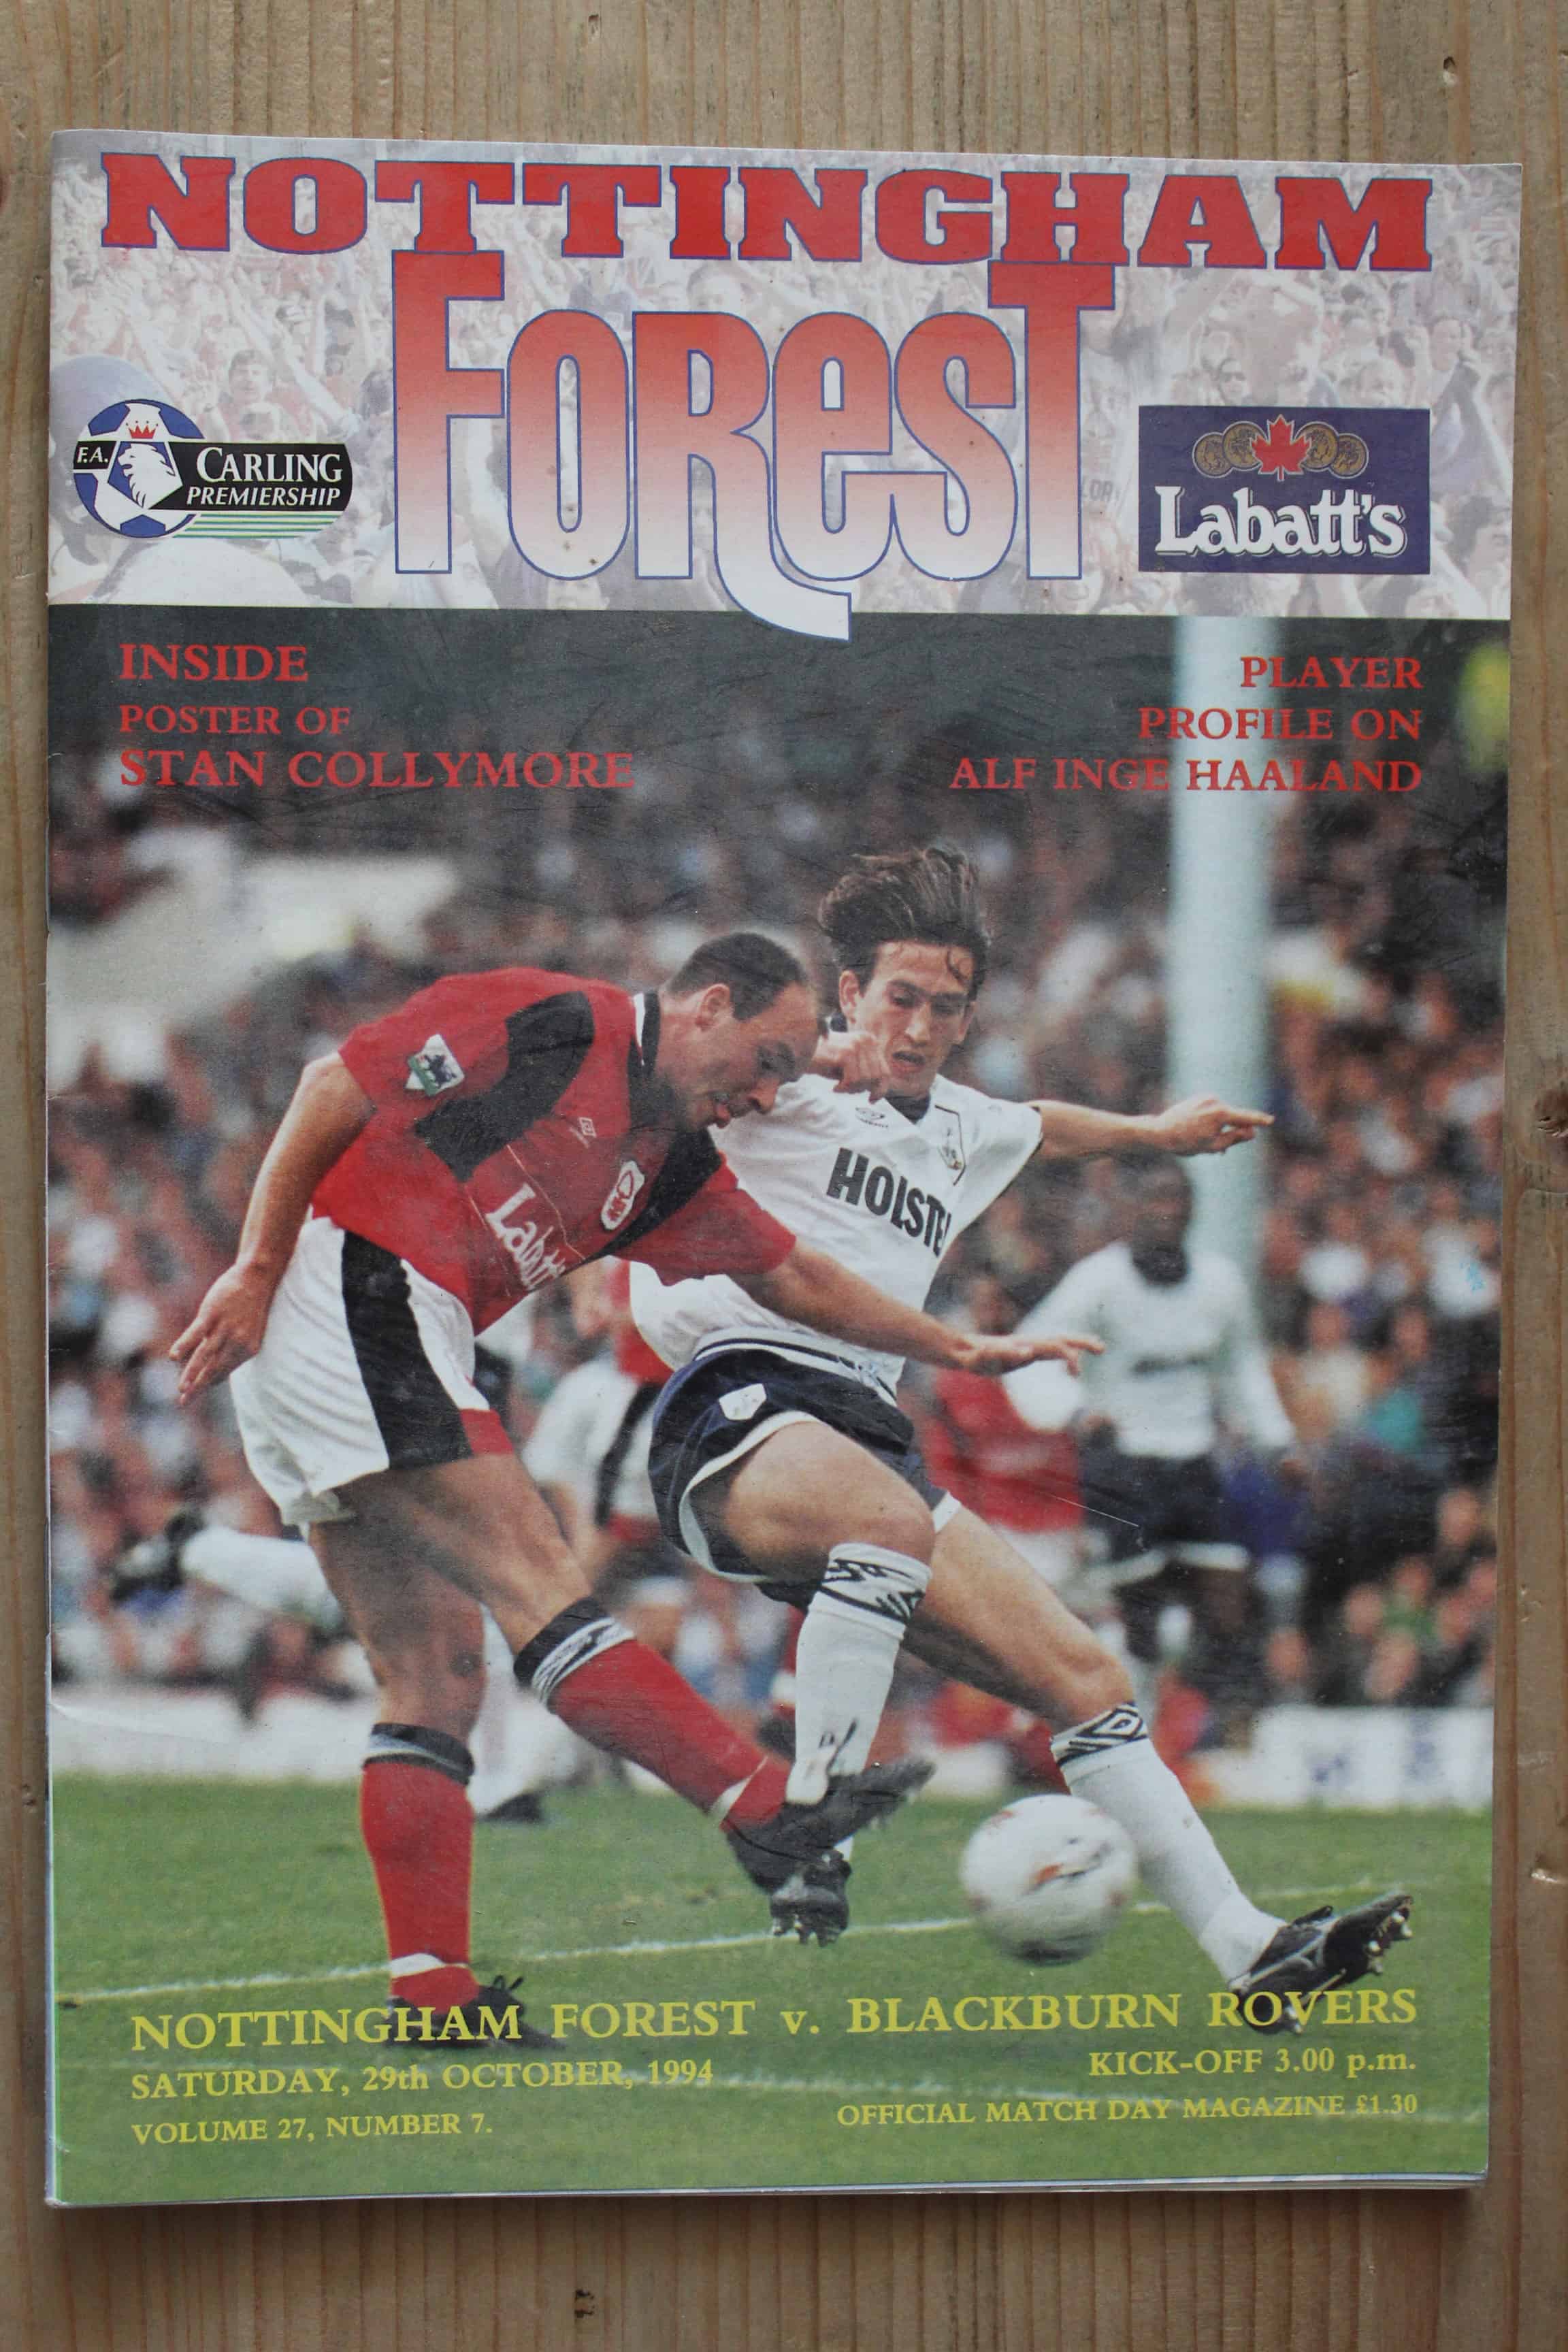 NOTTINGHAM
FOREST
F.A. CARLING
PREMIERSHIP
Labatt's
INSIDE
POSTER OF
STAN COLLYMORE
PLAYER
PROFILE ON
ALF INGE HAALAND
HOLSTE
Labatt
NOTTINGHAM FOREST v. BLACKBURN ROVERS
SATURDAY, 29th OCTOBER, 1994
KICK-OFF 3.00 p.m.
VOLUME 27, NUMBER 7.
OFFICIAL MATCH DAY MAGAZINE £1.30